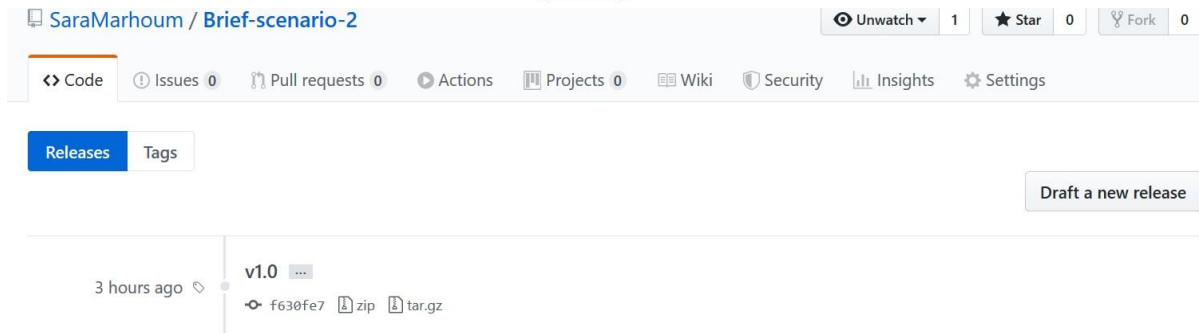 SaraMarhoum / Brief-scenario-2
Unwatch 1 Star 0 Fork 0
Code Issues 0 Pull requests 0 Actions Projects 0 Wiki Security Insights Settings
Releases Tags
Draft a new release
v1.0 ...
3 hours ago
f630fe7 zip tar.gz